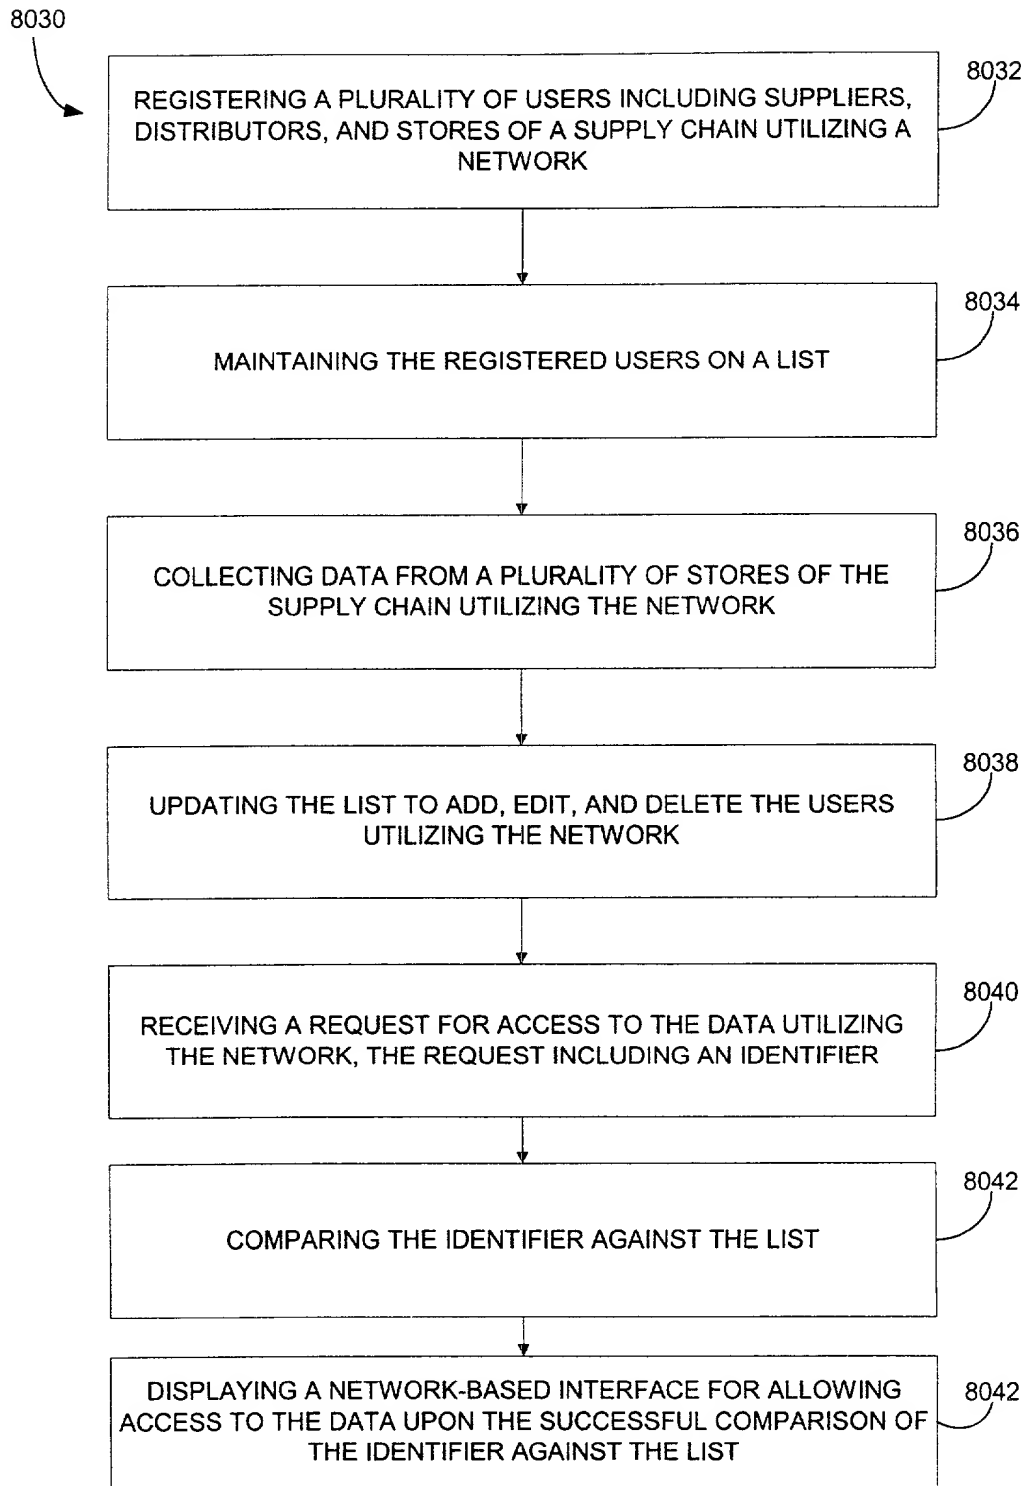 8030
8032
REGISTERING A PLURALITY OF USERS INCLUDING SUPPLIERS,
DISTRIBUTORS, AND STORES OF A SUPPLY CHAIN UTILIZING A
NETWORK
8034
MAINTAINING THE REGISTERED USERS ON A LIST
8036
COLLECTING DATA FROM A PLURALITY OF STORES OF THE
SUPPLY CHAIN UTILIZING THE NETWORK
8038
UPDATING THE LIST TO ADD, EDIT, AND DELETE THE USERS
UTILIZING THE NETWORK
8040
RECEIVING A REQUEST FOR ACCESS TO THE DATA UTILIZING
THE NETWORK, THE REQUEST INCLUDING AN IDENTIFIER
8042
COMPARING THE IDENTIFIER AGAINST THE LIST
8042
DISPLAYING A NETWORK-BASED INTERFACE FOR ALLOWING
ACCESS TO THE DATA UPON THE SUCCESSFUL COMPARISON OF
THE IDENTIFIER AGAINST THE LIST